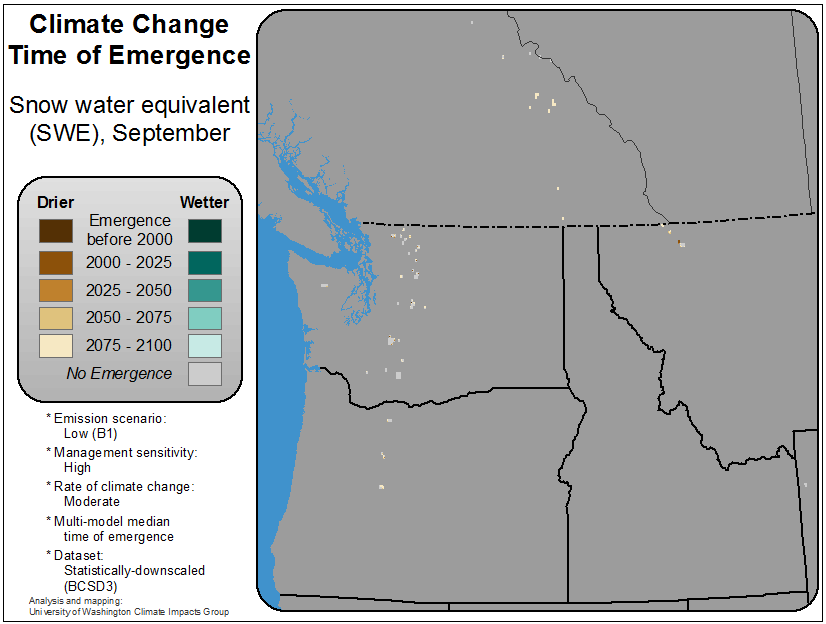 Climate Change
Time of Emergence
Snow water equivalent
(SWE), September
Drier
Wetter
Emergence
before 2000
2000 - 2025
2025 - 2050
2050 - 2075
2075 - 2100
No Emergence
* Emission scenario:
Low (B1)
* Management sensitivity:
High
* Rate of climate change:
Moderate
* Multi-model median
time of emergence
* Dataset:
Statistically-downscaled
(BCSD3)
Analysis and mapping:
University of Washington Climate Impacts Group